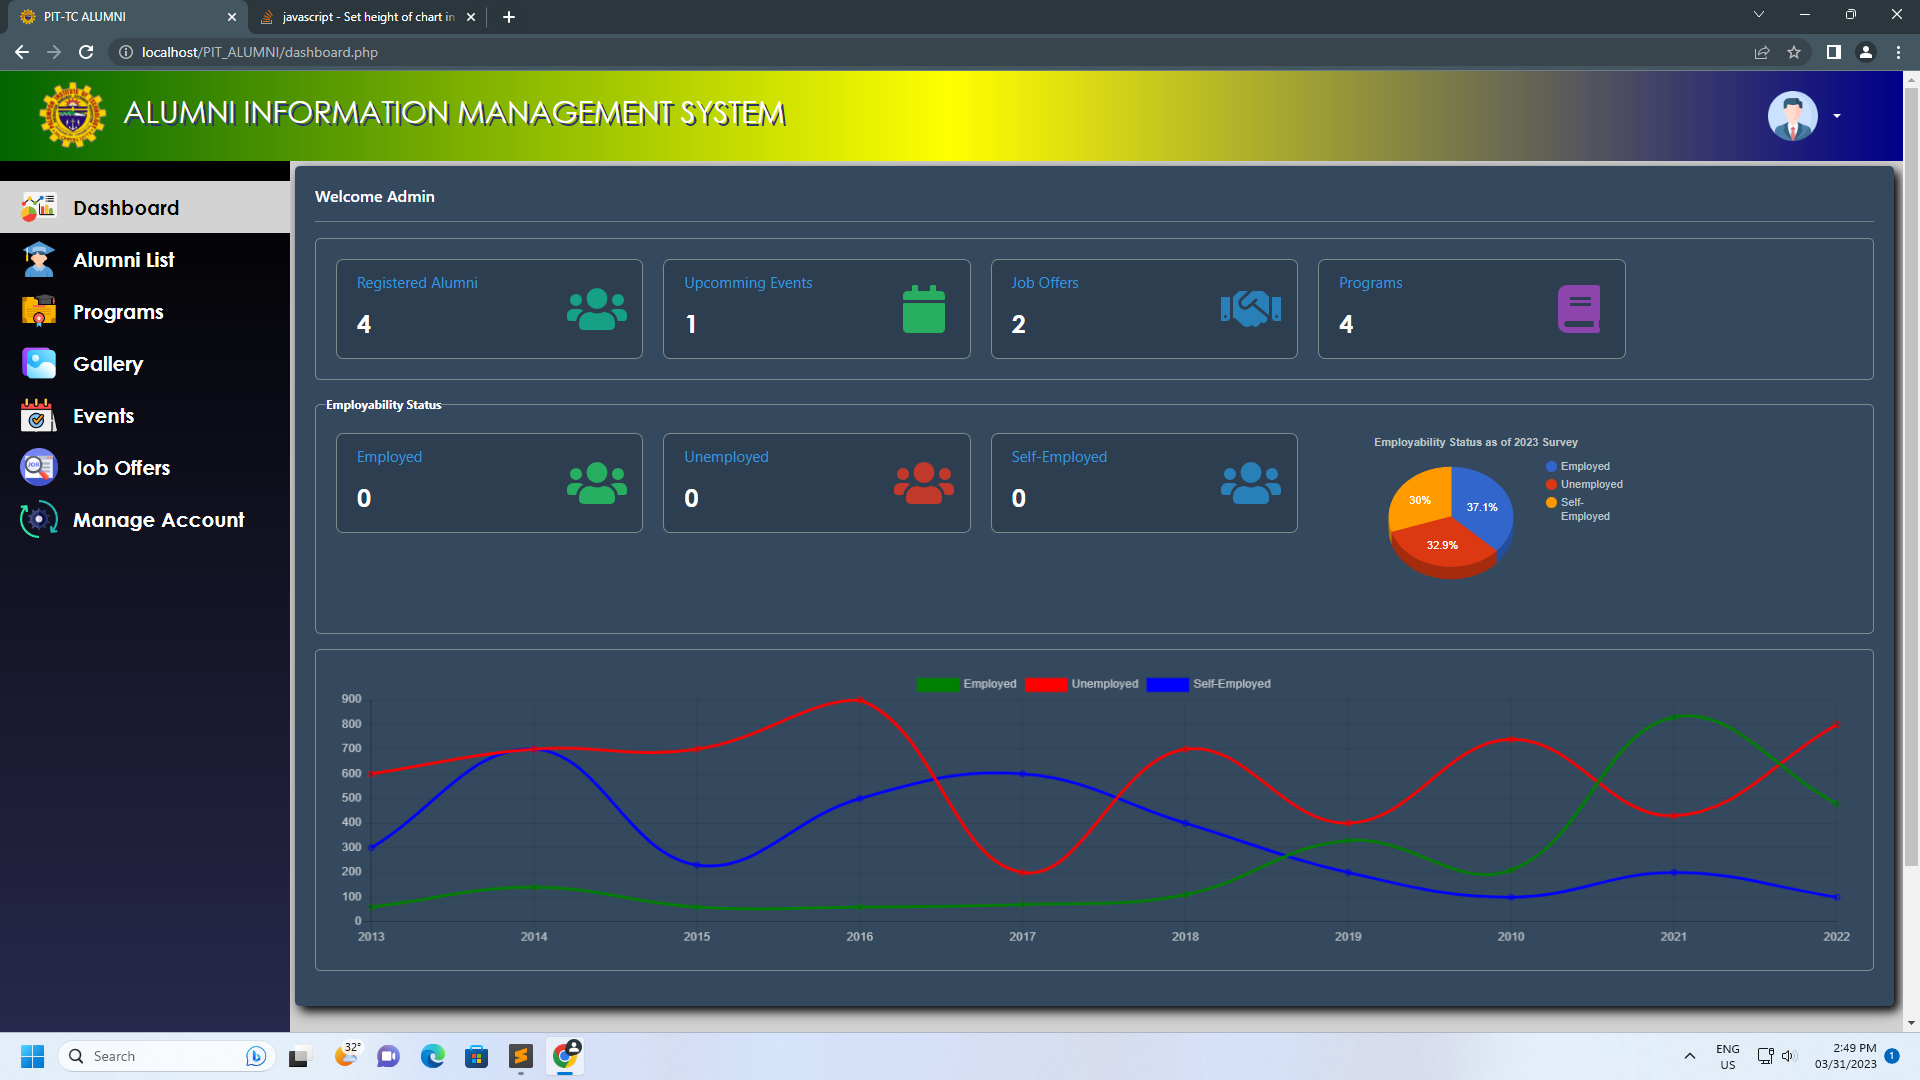 PIT-TC ALUMNI
javascript - Set height of chart in
localhost/PIT_ALUMNI/dashboard.php
ALUMNI INFORMATION MANAGEMENT SYSTEM
Dashboard
Alumni List
Programs
Gallery
Events
JOB
Job Offers
Manage Account
Welcome Admin
Registered Alumni
4
Upcomming Events
1
Job Offers
2
Programs
4
Employability Status
Employed
0
Unemployed
0
Self-Employed
0
Employability Status as of 2023 Survey
30%
37.1%
32.9%
Employed
Unemployed
Self-
Employed
Employed Unemployed Self-Employed
900
800
700
600
500
400
300
200
100
0
2013 2014 2015 2016 2017 2018 2019 2010 2021 2022
Search
32°
ENG
US
2:49 PM
03/31/2023
1